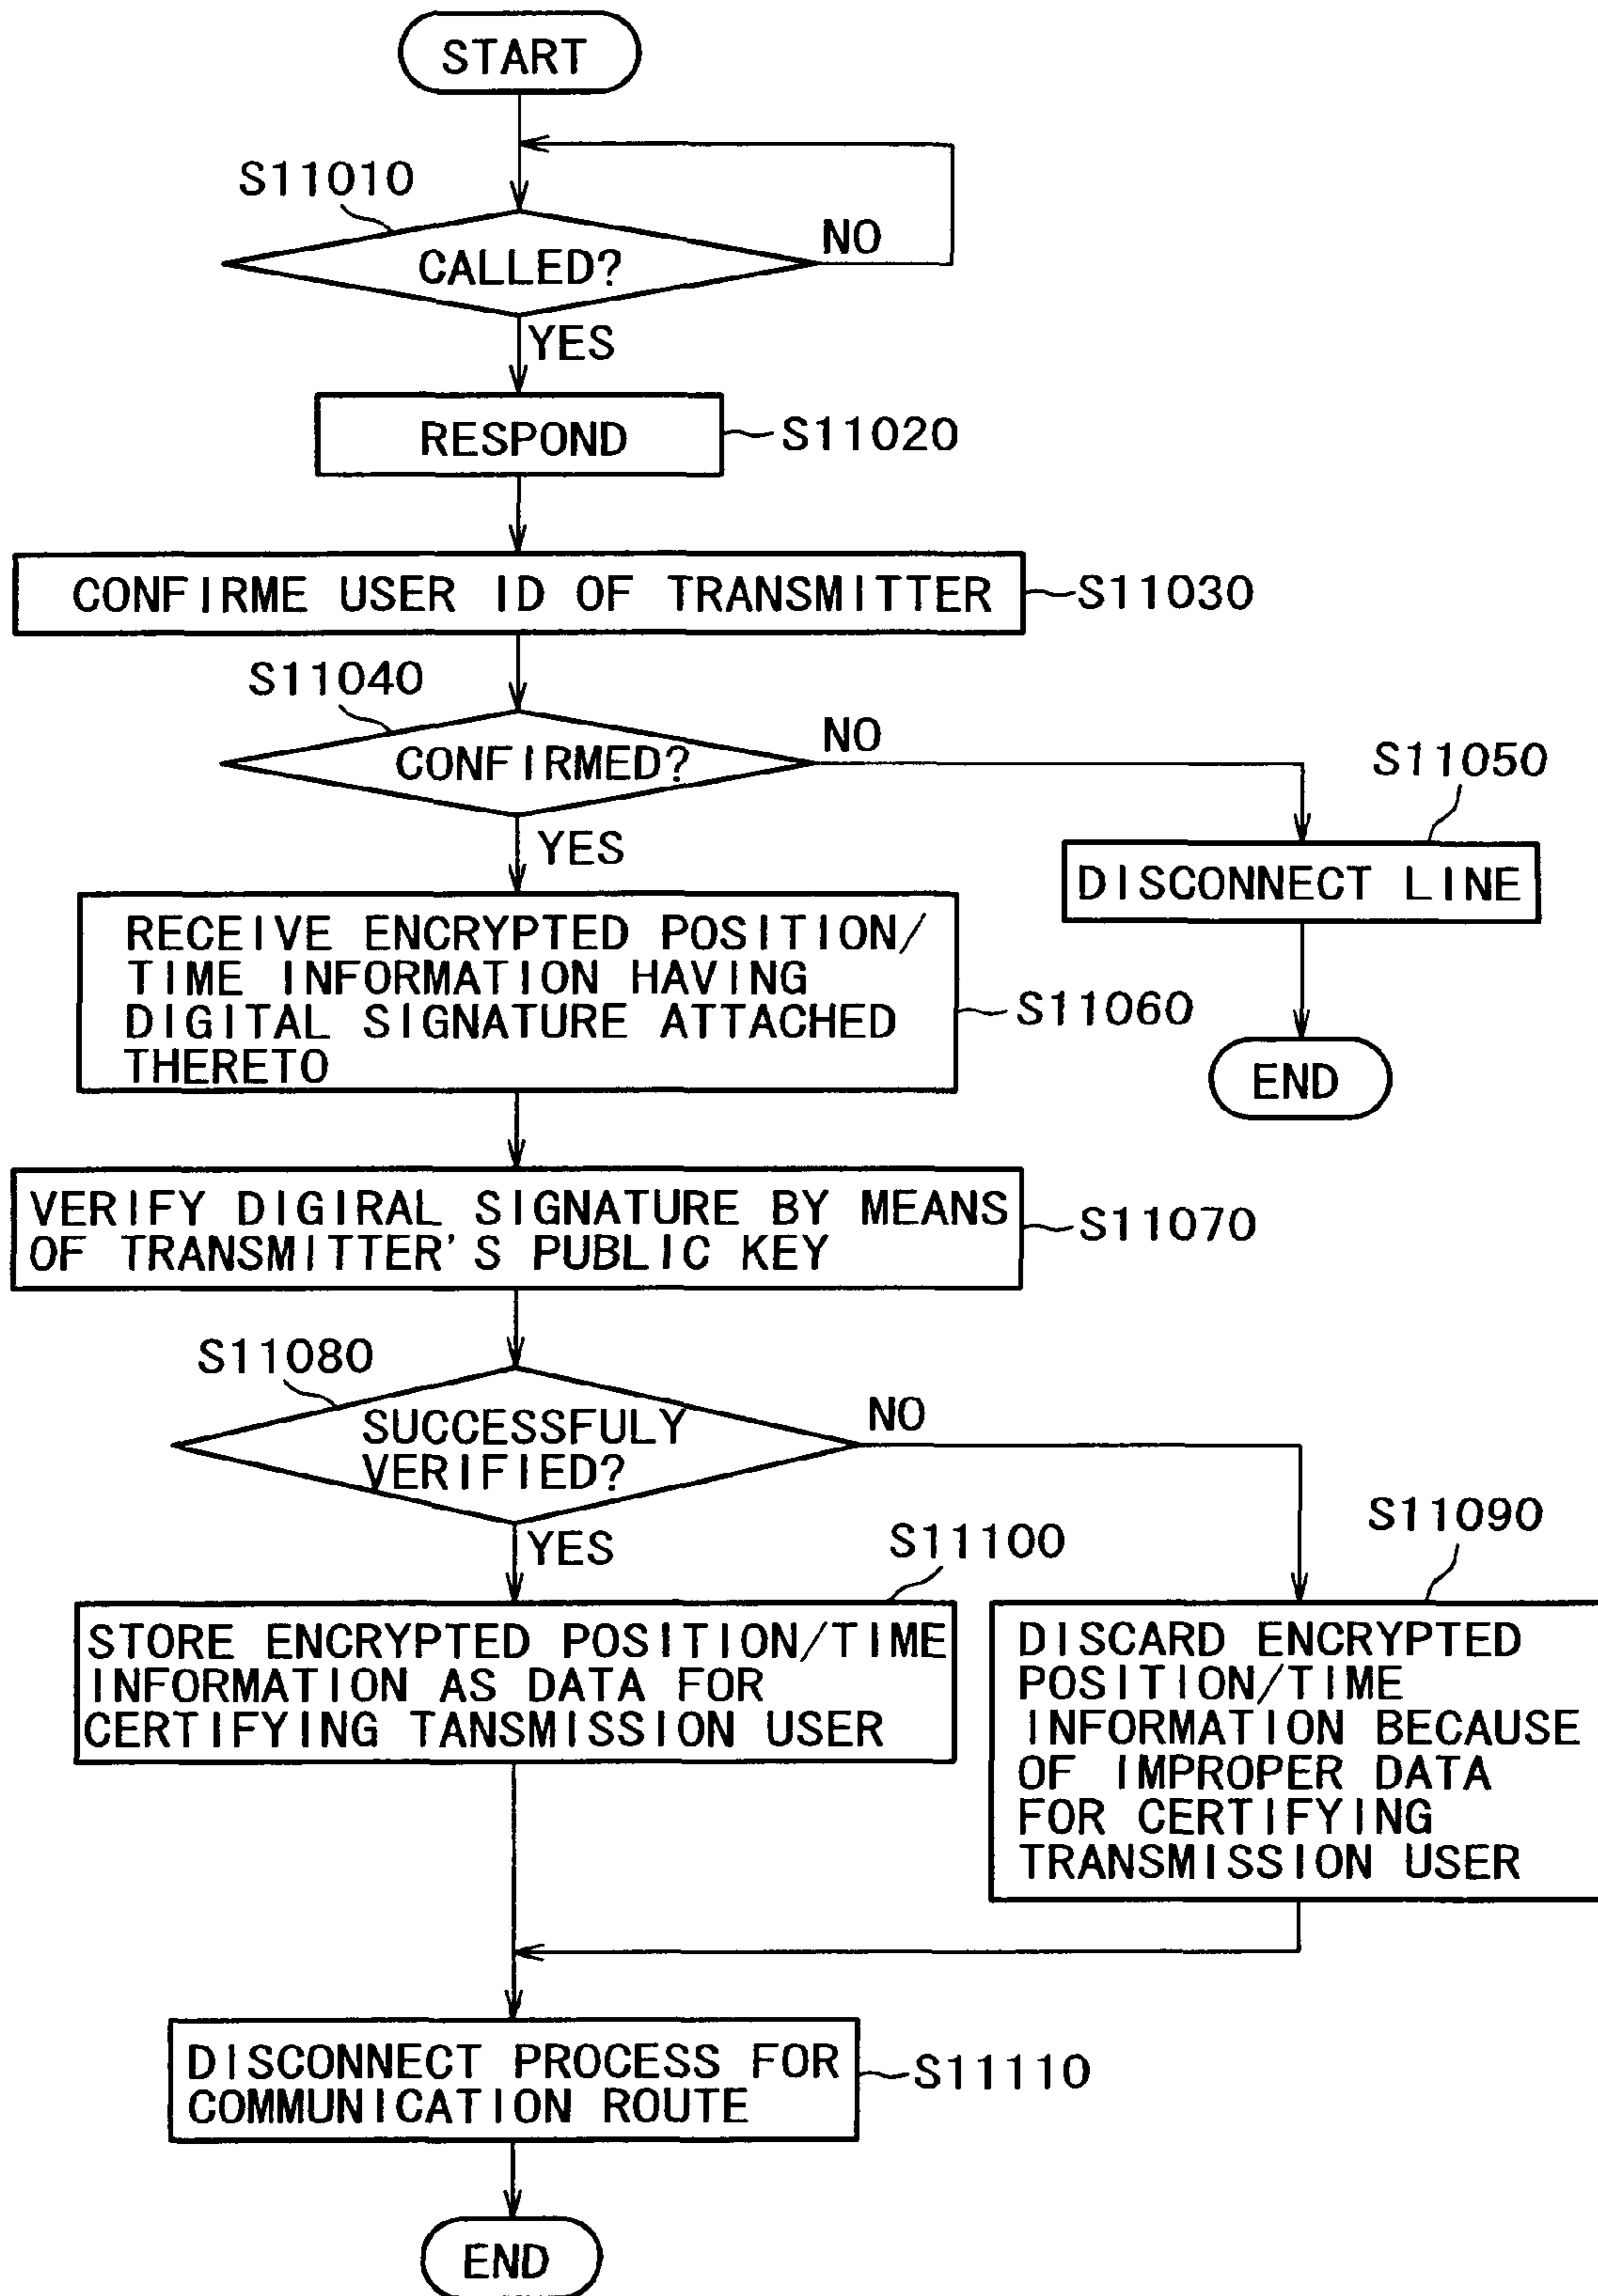 START
S11010
CALLED?
NO
YES
RESPOND
S11020
CONFIRME USER ID OF TRANSMITTER
S11030
S11040
CONFIRMED?
NO
YES
S11050
DISCONNECT LINE
END
RECEIVE ENCRYPTED POSITION/
TIME INFORMATION HAVING
DIGITAL SIGNATURE ATTACHED
THERETO
S11060
VERIFY DIGIRAL SIGNATURE BY MEANS
OF TRANSMITTER'S PUBLIC KEY
S11070
S11080
SUCCESSFULY
VERIFIED?
NO
YES
S11100
STORE ENCRYPTED POSITION/TIME
INFORMATION AS DATA FOR
CERTIFYING TANSMISSION USER
S11090
DISCARD ENCRYPTED
POSITION/TIME
INFORMATION BECAUSE
OF IMPROPER DATA
FOR CERTIFYING
TRANSMISSION USER
DISCONNECT PROCESS FOR
COMMUNICATION ROUTE
S11110
END